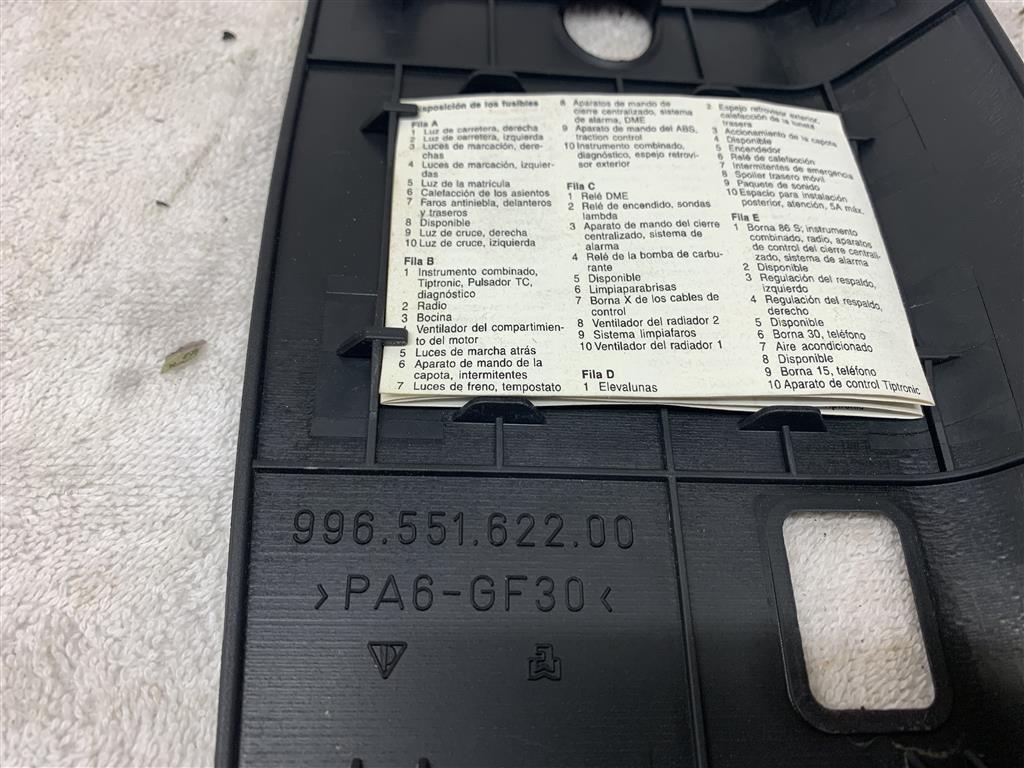 Disposición de los fusibles
Fila A
1 Luz de carretera, derecha
2 Luz de carretera, izquierda
3 Luces de marcación, dere-
chas
4 Luces de marcación, izquier-
das
5 Luz de la matrícula
6 Calefacción de los asientos
7 Faros antiniebla, delanteros
y traseros
8 Disponible
9 Luz de cruce, derecha
10 Luz de cruce, izquierda
Fila B
1 Instrumento combinado,
Tiptronic, Pulsador TC,
diagnóstico
2 Radio
3 Bocina
Ventilador del compartimien-
to del motor
5 Luces de marcha atrás
6 Aparato de mando de la
capota, intermitentes
7 Luces de freno, tempostato
8 Aparatos de mando de
cierre centralizado, sistema
de alarma, DME
9 Aparato de mando del ABS,
traction control
10 Instrumento combinado,
diagnóstico, espejo retrovi-
sor exterior
Fila C
1 Relé DME
2 Relé de encendido, sondas
lambda
3 Aparato de mando del cierre
centralizado, sistema de
alarma
4 Relé de la bomba de carbu-
rante
5 Disponible
6 Limpiaparabrisas
7 Borna X de los cables de
control
8 Ventilador del radiador 2
9 Sistema limpiafaros
10 Ventilador del radiador 1
Fila D
1 Elevalunas
2 Espejo retrovisor exterior,
calefacción de la luneta
trasera
3 Accionamiento de la capota
4 Disponible
5 Encendedor
6 Relé de calefacción
7 Intermitentes de emergencia
8 Spoiler trasero móvil
9 Paquete de sonido
10 Espacio para instalación
posterior, atención, 5A máx.
Fila E
1 Borna 86 S; instrumento
combinado, radio, aparatos
de control del cierre centrali-
zado, sistema de alarma
2 Disponible
3 Regulación del respaldo,
izquierdo
4 Regulación del respaldo,
derecho
5 Disponible
6 Borna 30, teléfono
7 Aire acondicionado
8 Disponible
9 Borna 15, teléfono
10 Aparato de control Tiptronic
996.551.622.00
>PA6-GF30<